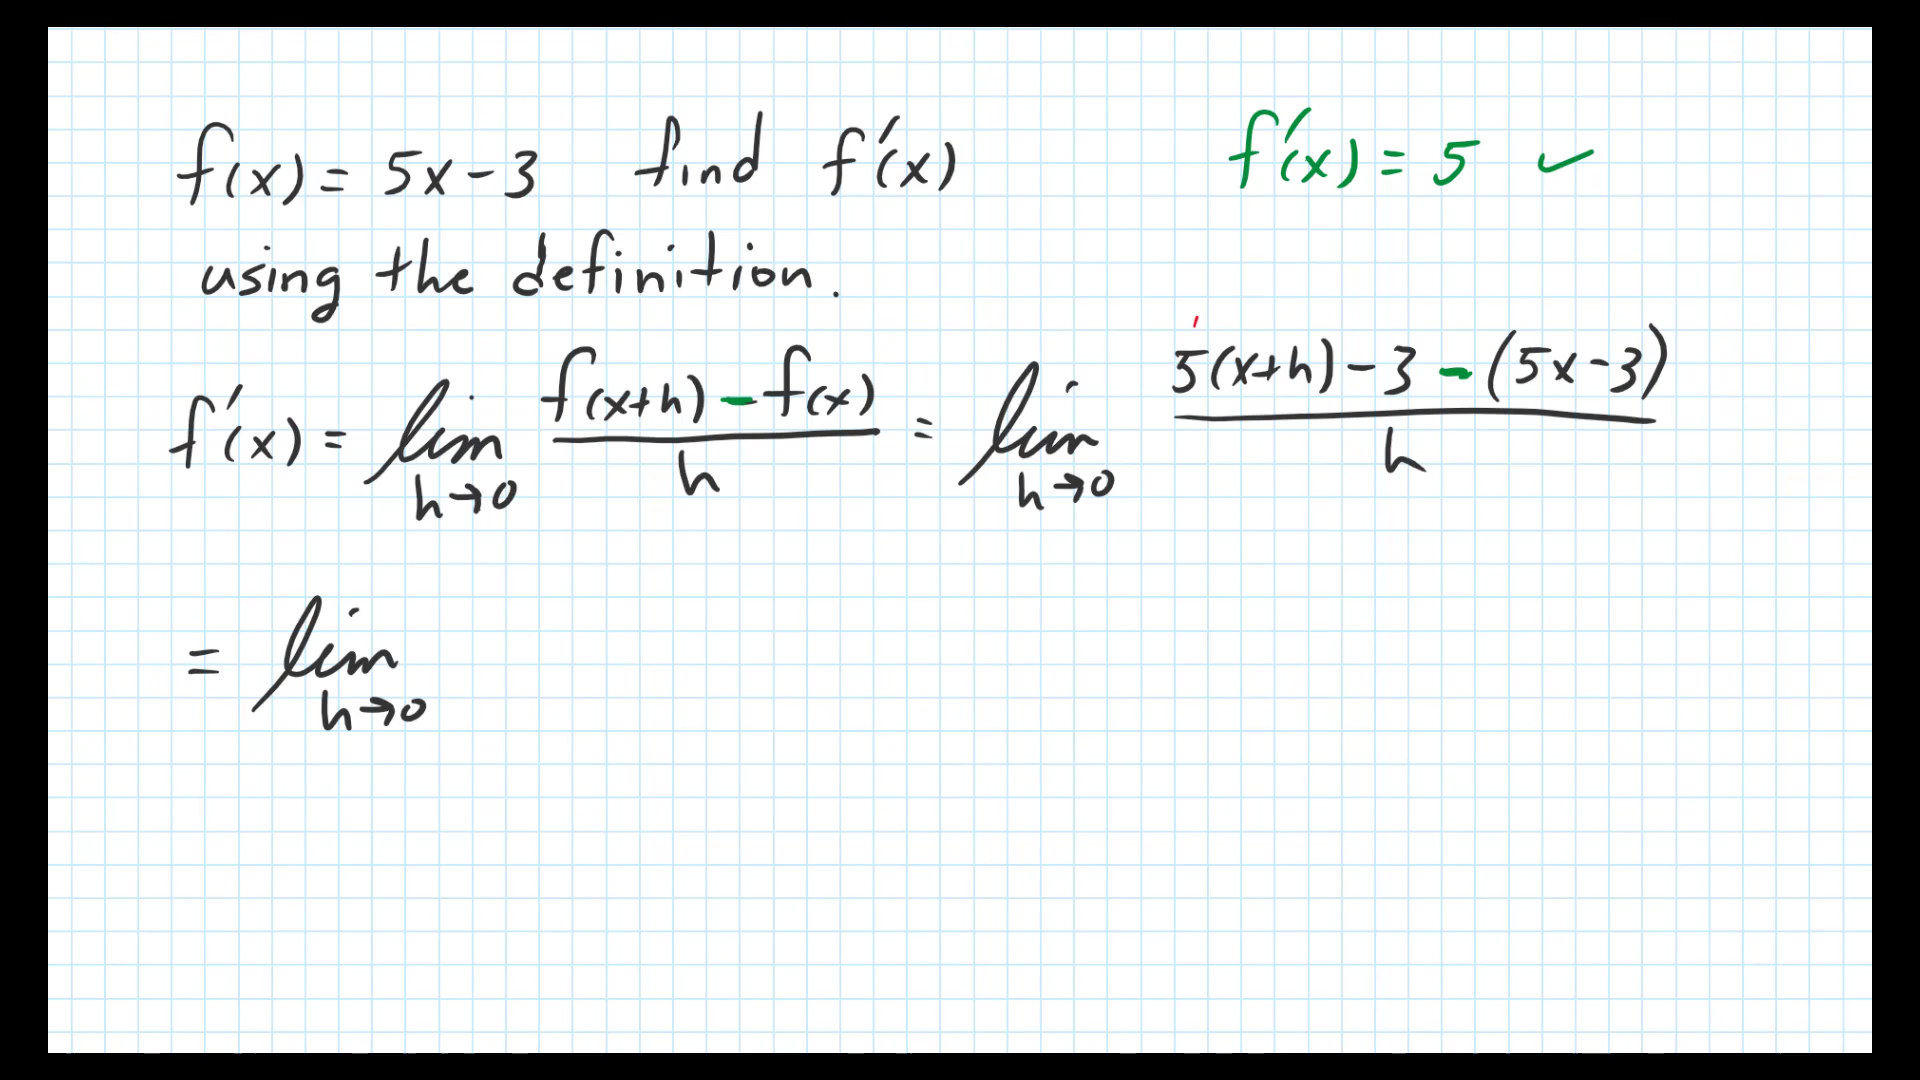 f(x) = 5x - 3 find f'(x) f'(x) = 5 ✓
using the definition.
f'(x) = lim h→0 (f(x+h) - f(x))/h = lim h→0 (5(x+h) - 3 - (5x - 3))/h
= lim h→0